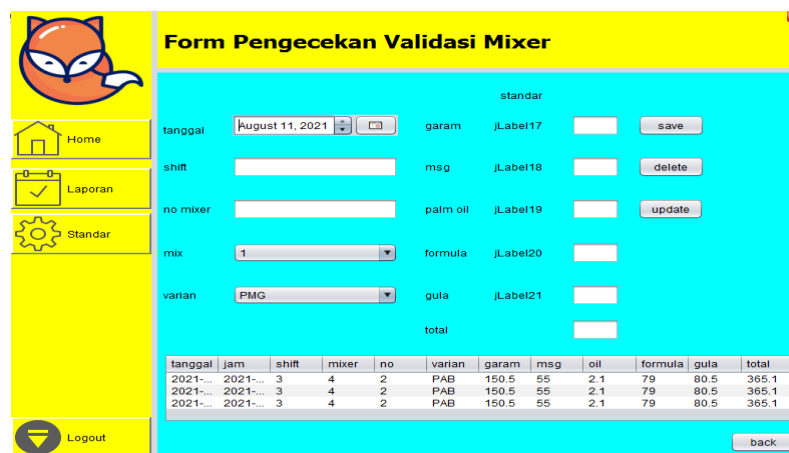 Form Pengecekan Validasi Mixer
standar
tanggal August 11, 2021 garam jLabel17 save
Home
shift msg jLabel18 delete
Laporan
no mixer palm oil jLabel19 update
Standar
mix 1 formula jLabel20
varian PMG gula jLabel21
total
tanggal jam shift mixer no varian garam msg oil formula gula total
2021-... 2021-... 3 4 2 PAB 150.5 55 2.1 79 80.5 365.1
2021-... 2021-... 3 4 2 PAB 150.5 55 2.1 79 80.5 365.1
2021-... 2021-... 3 4 2 PAB 150.5 55 2.1 79 80.5 365.1
Logout
back